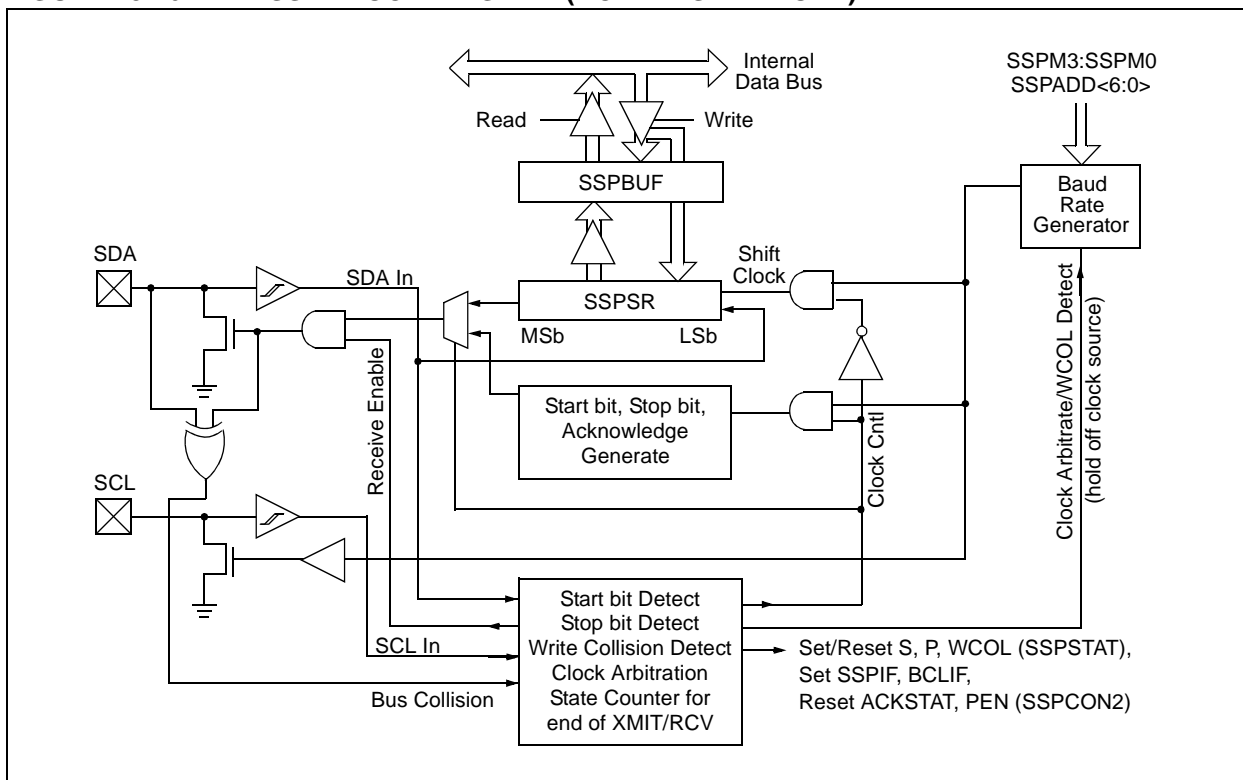 Internal
Data Bus
SSPM3:SSPM0
SSPADD<6:0>
Read
Write
SSPBUF
Baud
Rate
Generator
SDA
SDA In
Shift
Clock
SSPSR
MSb
LSb
Start bit, Stop bit,
Acknowledge
Generate
Receive Enable
Clock Cntl
Clock Arbitrate/WCOL Detect
(hold off clock source)
SCL
SCL In
Bus Collision
Start bit Detect
Stop bit Detect
Write Collision Detect
Clock Arbitration
State Counter for
end of XMIT/RCV
Set/Reset S, P, WCOL (SSPSTAT),
Set SSPIF, BCLIF,
Reset ACKSTAT, PEN (SSPCON2)